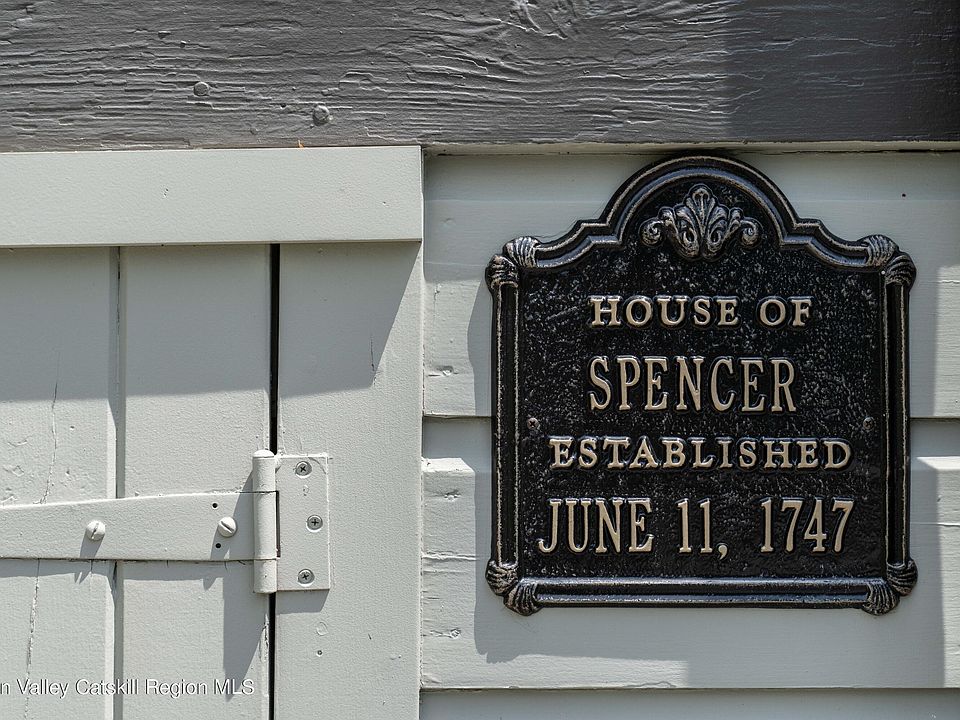 HOUSE OF
SPENCER
ESTABLISHED
JUNE 11, 1747
n Valley Catskill Region MLS